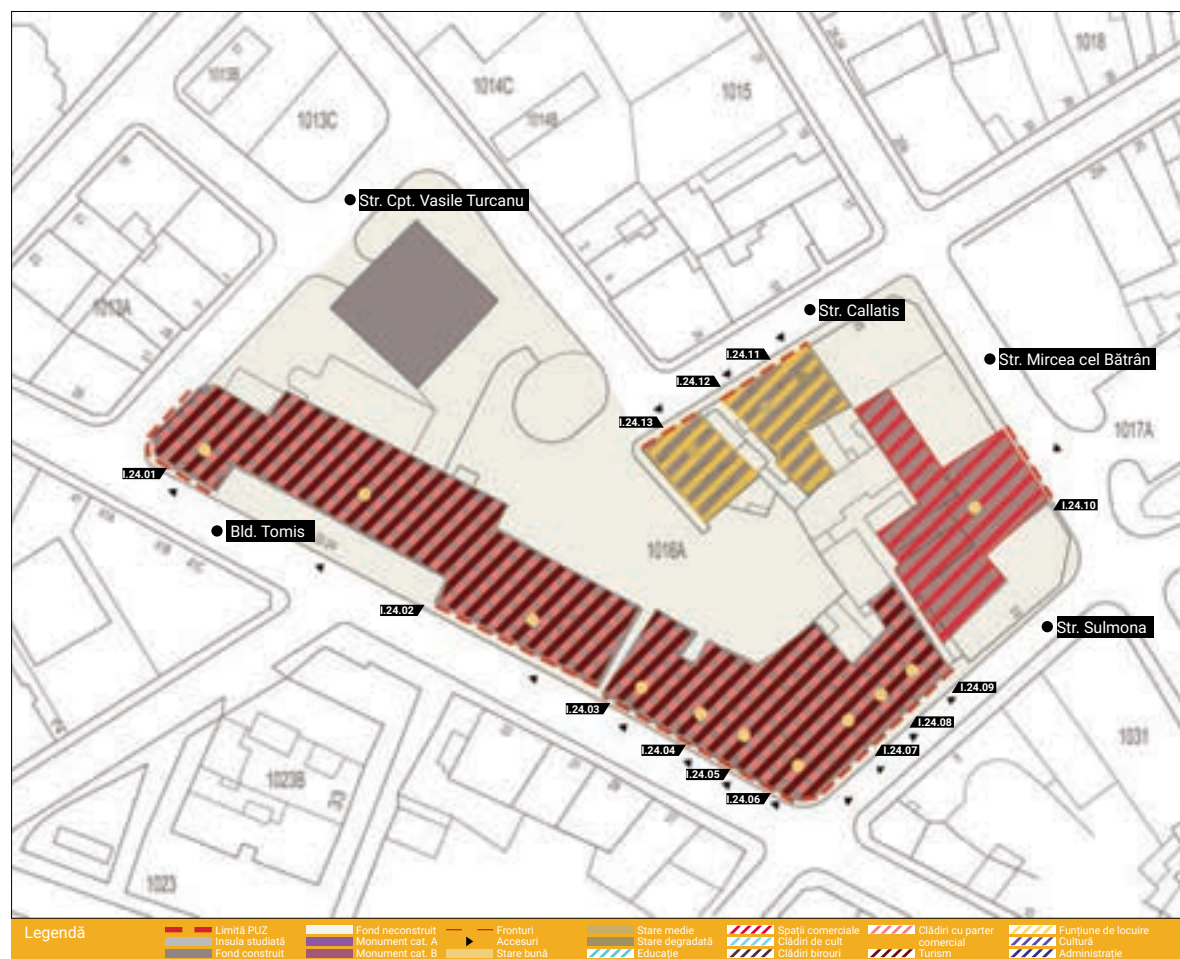 1018
1013B
1014C
1015
1014B
1013C
Str. Cpt. Vasile Turcanu
1013A
Str. Callatis
I.24.11
Str. Mircea cel Bătrân
I.24.12
I.24.13
1017A
I.24.01
I.24.10
Bld. Tomis
1016A
I.24.02
Str. Sulmona
I.24.09
I.24.03
I.24.08
I.24.04
I.24.07
1031
I.24.05
1023B
I.24.06
1023
Legendă
Limită PUZ
Insula studiată
Fond construit
Fond neconstruit
Monument cat. A
Monument cat. B
Fronturi
Accesuri
Stare bună
Stare medie
Stare degradată
Educație
Spații comerciale
Clădiri de cult
Clădiri birouri
Clădiri cu parter
comercial
Turism
Funțiune de locuire
Cultură
Administrație